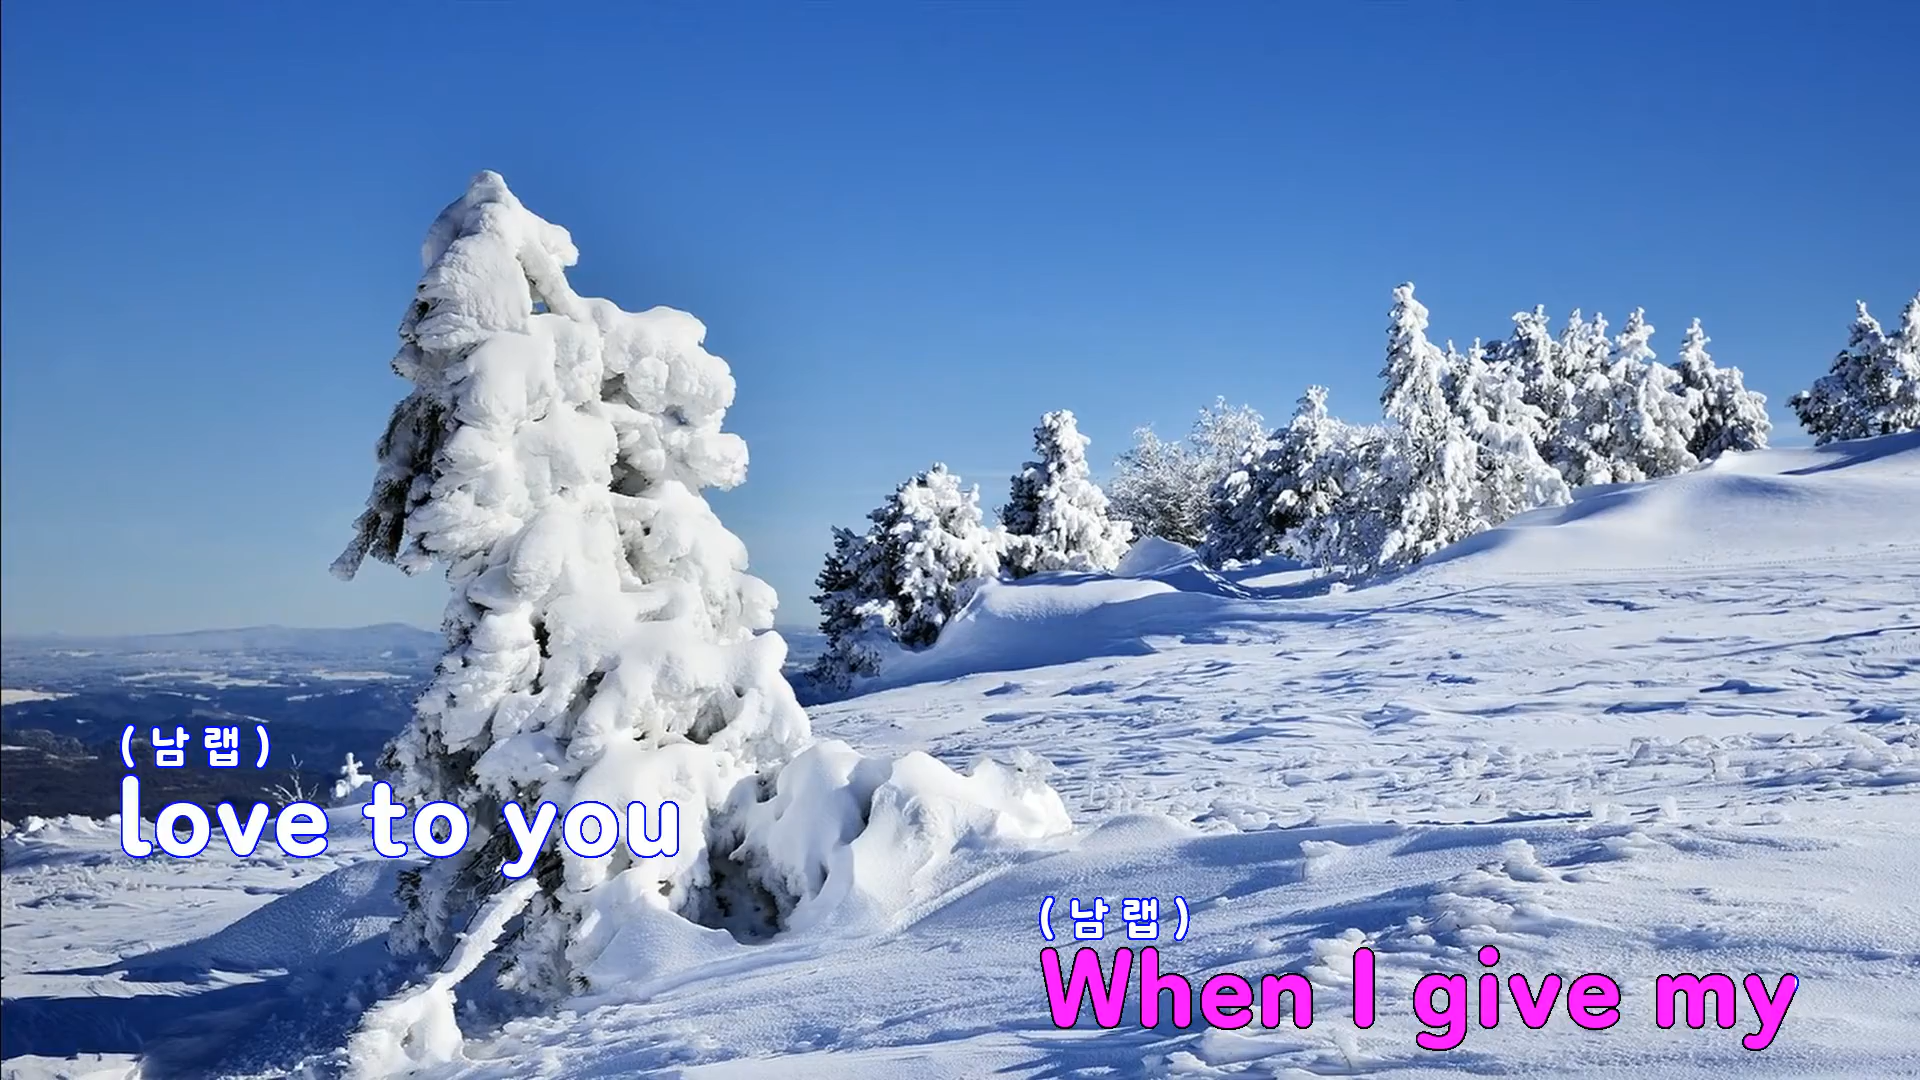 ( 남 랩 )
love to you
( 남 랩 )
When I give my